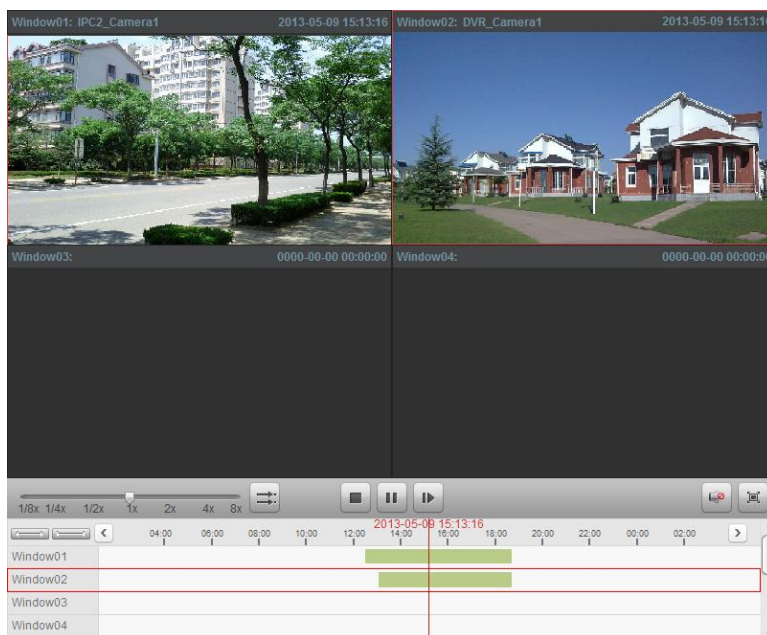 Window01: IPC2_Camera1 2013-05-09 15:13:16
Window02: DVR_Camera1 2013-05-09 15:13:16
Window03: 0000-00-00 00:00:00
Window04: 0000-00-00 00:00:00
1/8x 1/4x 1/2x 1x 2x 4x 8x
2013-05-09 15:13:16
04:00 06:00 08:00 10:00 12:00 14:00 16:00 18:00 20:00 22:00 00:00 02:00
Window01
Window02
Window03
Window04